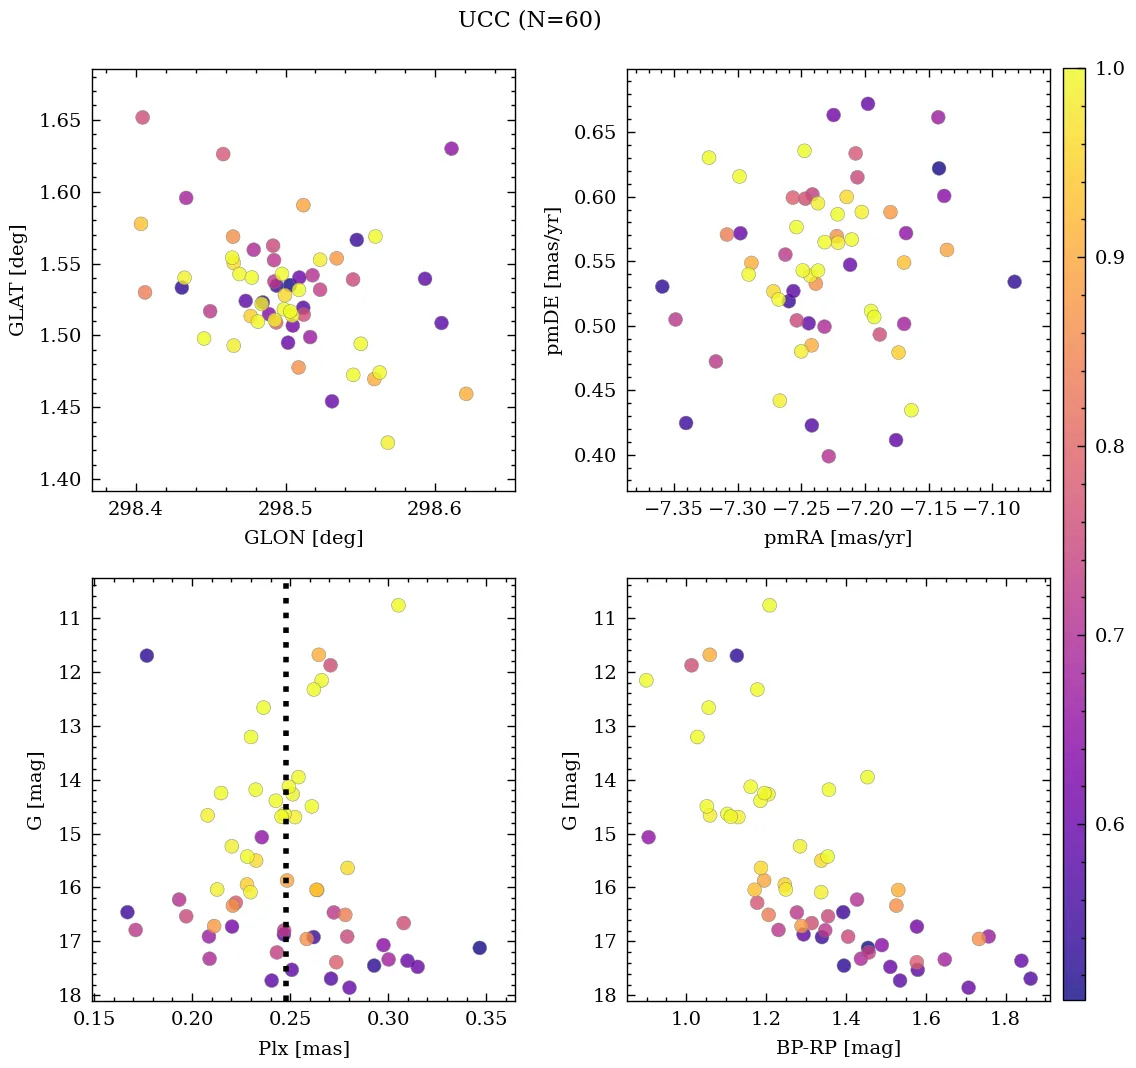 UCC (N=60)
1.65
1.60
1.55
1.50
1.45
1.40
GLAT [deg]
298.4 298.5 298.6
GLON [deg]
0.65
0.60
0.55
0.50
0.45
0.40
pmDE [mas/yr]
−7.35 −7.30 −7.25 −7.20 −7.15 −7.10
pmRA [mas/yr]
1.0
0.9
0.8
0.7
0.6
11
12
13
14
15
16
17
18
G [mag]
0.15 0.20 0.25 0.30 0.35
Plx [mas]
11
12
13
14
15
16
17
18
G [mag]
1.0 1.2 1.4 1.6 1.8
BP-RP [mag]